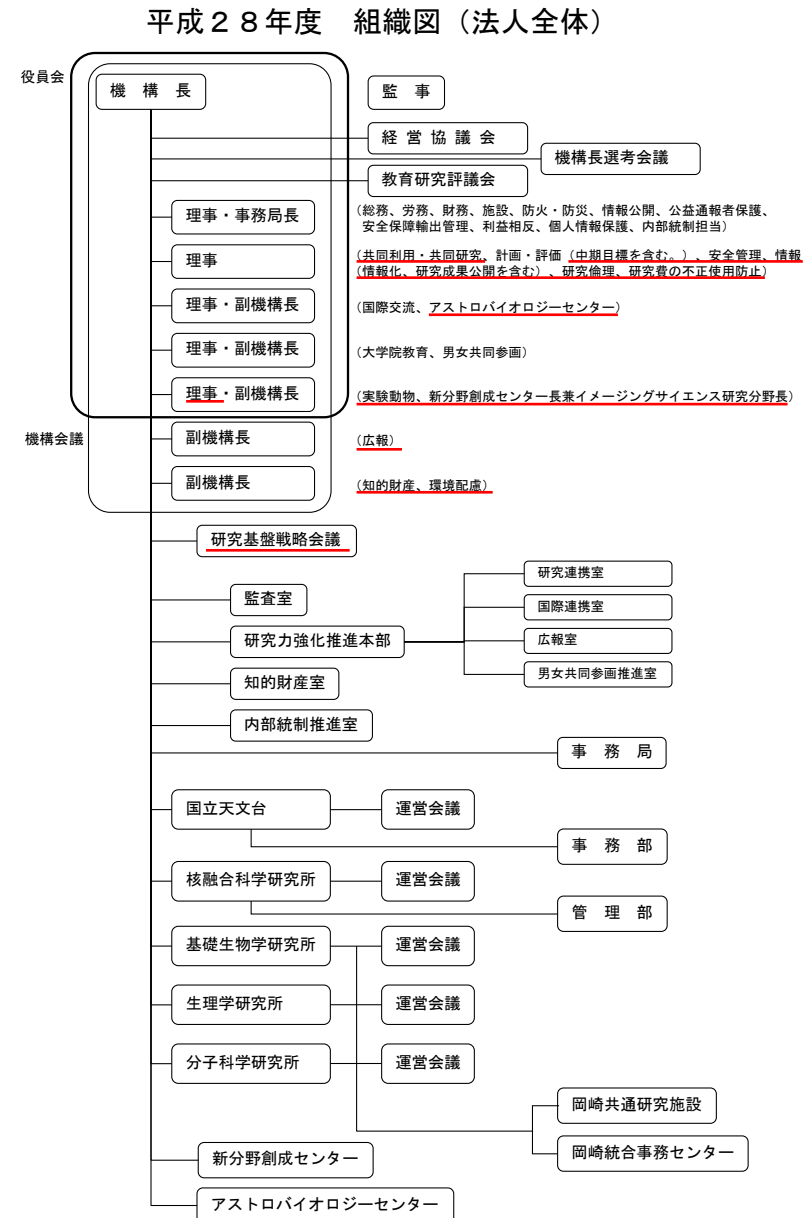 平成２８年度　組織図（法人全体）
役員会
機　構　長
監　事
経 営 協 議 会
機構長選考会議
教育研究評議会
理事・事務局長
（総務、労務、財務、施設、防火・防災、情報公開、公益通報者保護、
安全保障輸出管理、利益相反、個人情報保護、内部統制担当）
理事
（共同利用・共同研究、計画・評価（中期目標を含む。）、安全管理、情報
（情報化、研究成果公開を含む）、研究倫理、研究費の不正使用防止）
理事・副機構長
（国際交流、アストロバイオロジーセンター）
理事・副機構長
（大学院教育、男女共同参画）
理事・副機構長
（実験動物、新分野創成センター長兼イメージングサイエンス研究分野長）
機構会議
副機構長
（広報）
副機構長
（知的財産、環境配慮）
研究基盤戦略会議
研究連携室
監査室
国際連携室
研究力強化推進本部
広報室
知的財産室
男女共同参画推進室
内部統制推進室
事　務　局
国立天文台
運営会議
事　務　部
核融合科学研究所
運営会議
管　理　部
基礎生物学研究所
運営会議
生理学研究所
運営会議
分子科学研究所
運営会議
岡崎共通研究施設
岡崎統合事務センター
新分野創成センター
アストロバイオロジーセンター